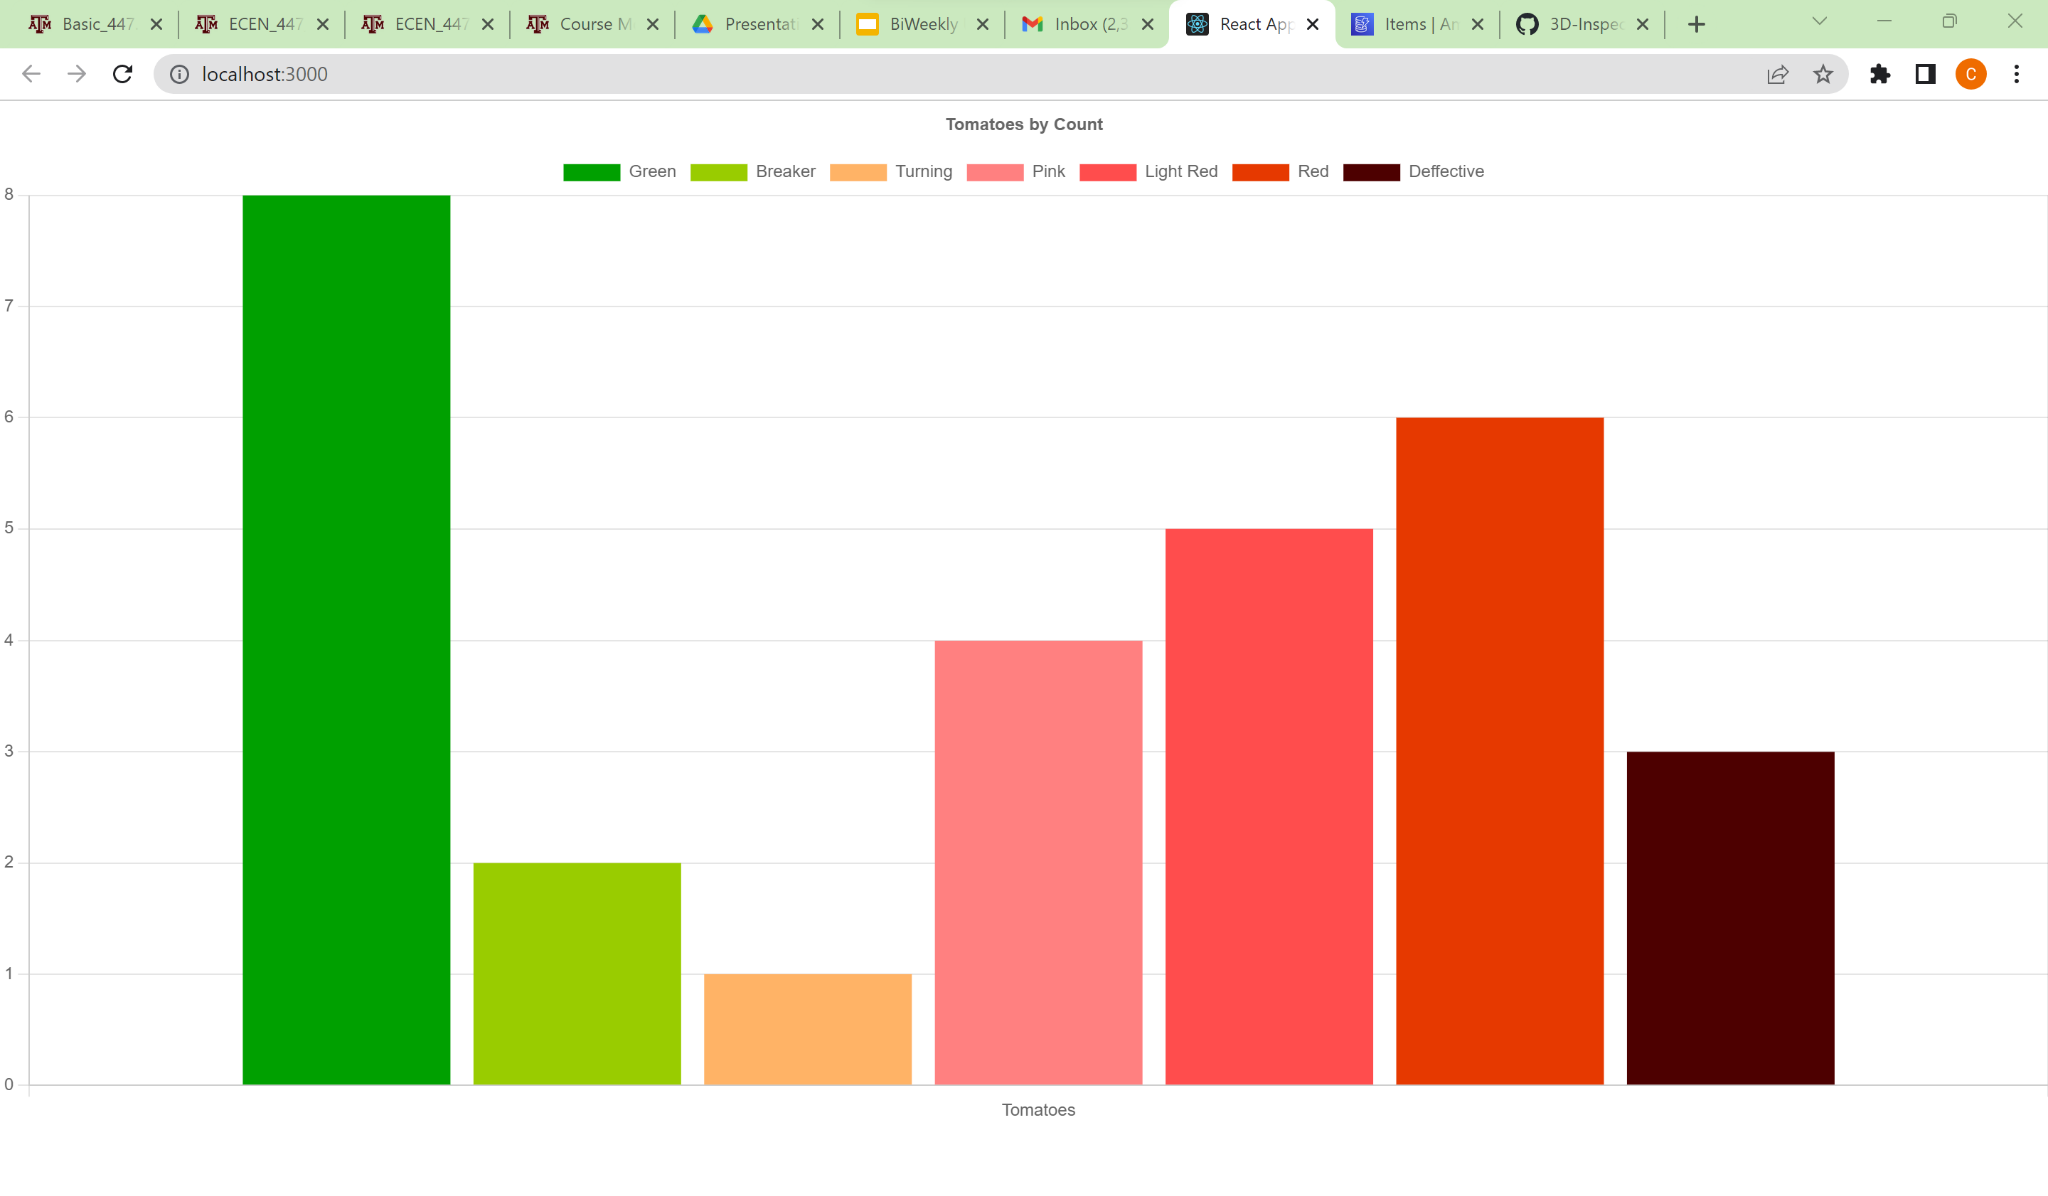 Basic_447 ECEN_447 ECEN_447 Course M Presentat BiWeekly Inbox (2,3 React App Items | Am 3D-Inspec
localhost:3000 C
Tomatoes by Count
Green Breaker Turning Pink Light Red Red Deffective
8
7
6
5
4
3
2
1
0
Tomatoes